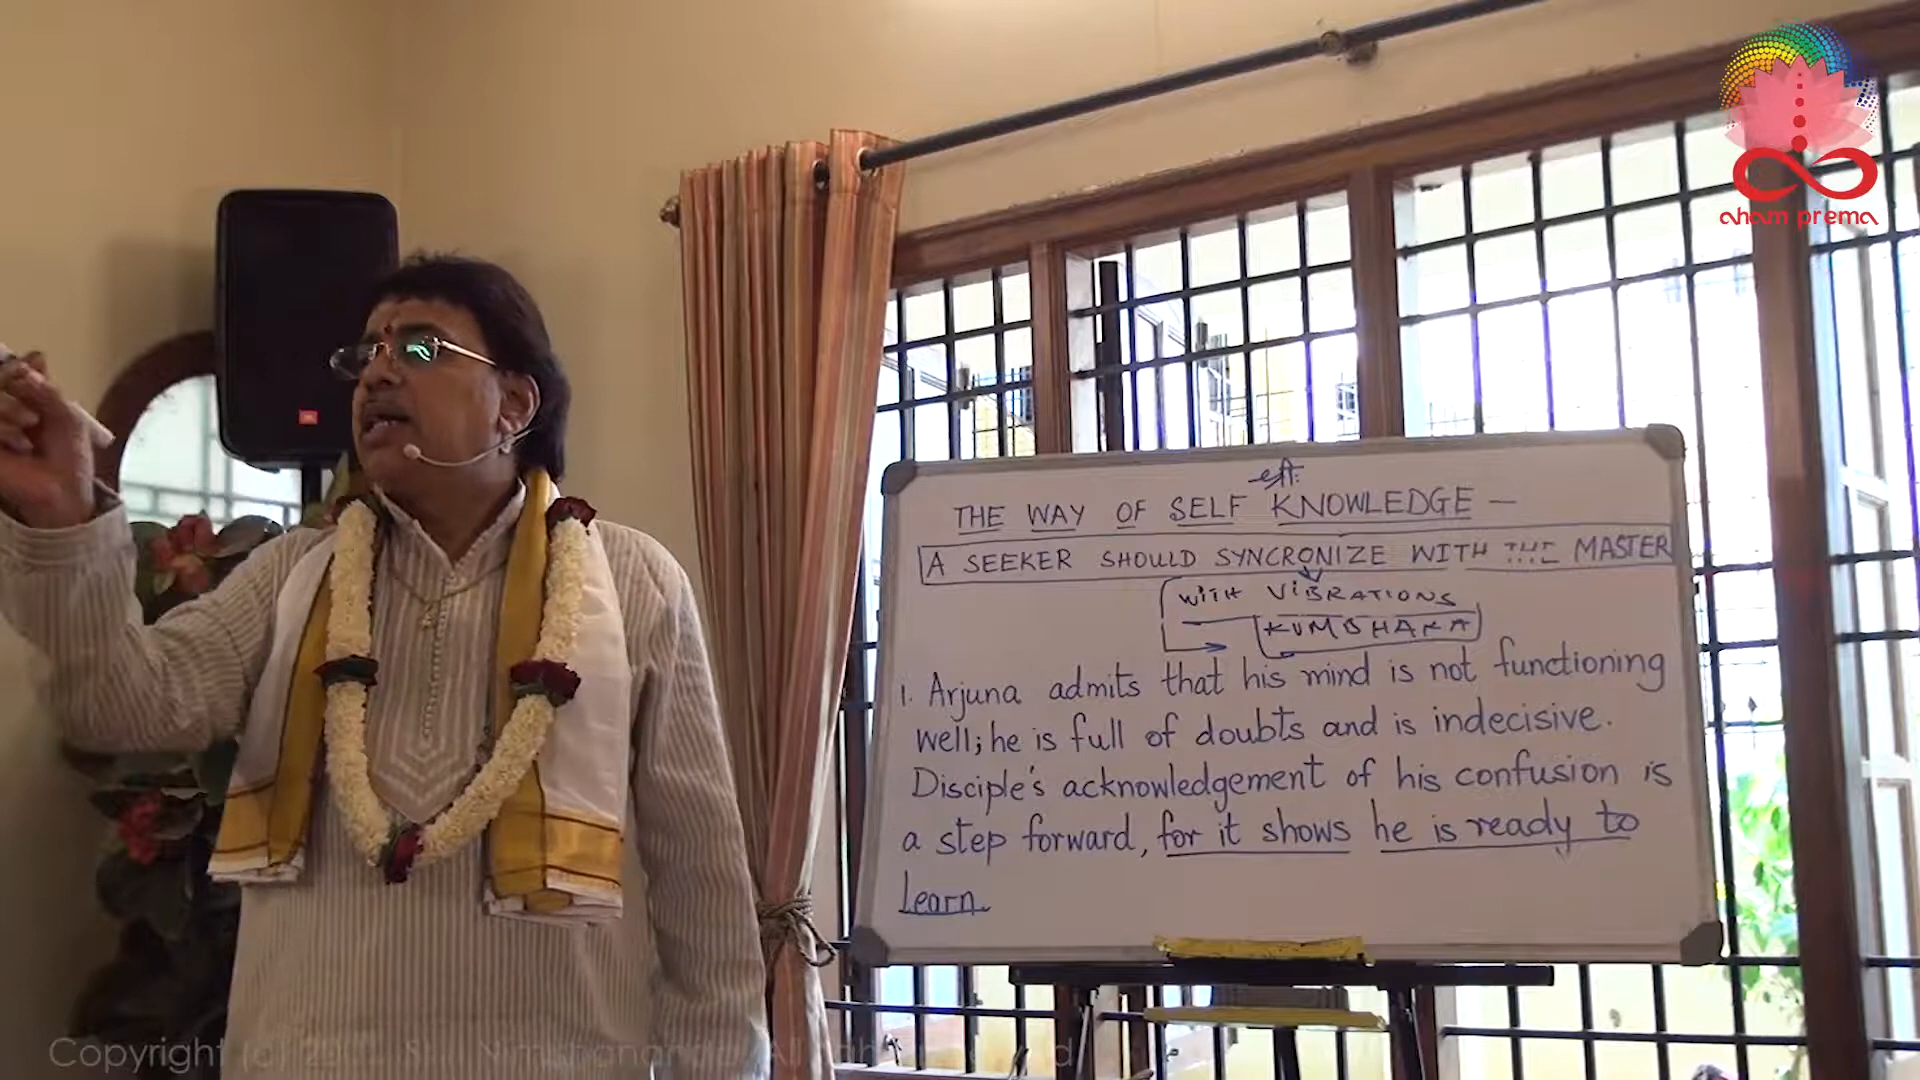 aham prema
श्री:
THE WAY OF SELF KNOWLEDGE —
A SEEKER SHOULD SYNCRONIZE WITH THE MASTER
WITH VIBRATIONS
KUMBHAKA
1. Arjuna admits that his mind is not functioning
well; he is full of doubts and is indecisive.
Disciple's acknowledgement of his confusion is
a step forward, for it shows he is ready to
Learn.
Copyright (c)